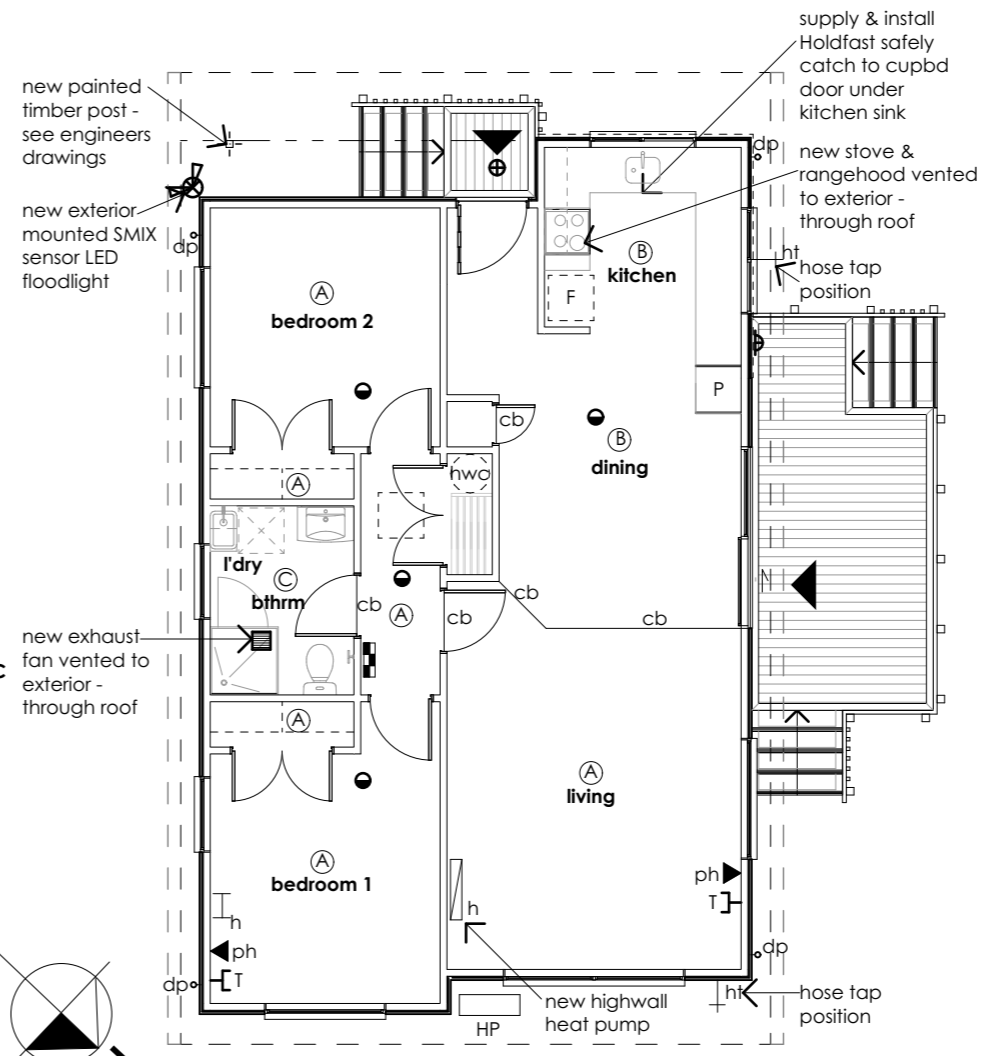 supply & install
Holdfast safely
catch to cupbd
door under
kitchen sink
new painted
timber post -
see engineers
drawings
dp
new stove &
rangehood vented
to exterior -
through roof
new exterior
mounted SMIX
sensor LED
floodlight
dp
A
bedroom 2
B
kitchen
F
ht
hose tap
position
P
cb
B
dining
hwc
A
l'dry
C
bthrm
cb
A
cb
cb
cb
new exhaust
fan vented to
exterior -
through roof
C
A
A
living
A
bedroom 1
h
ph
T
dp
h
ph
T
dp
new highwall
heat pump
HP
ht
hose tap
position